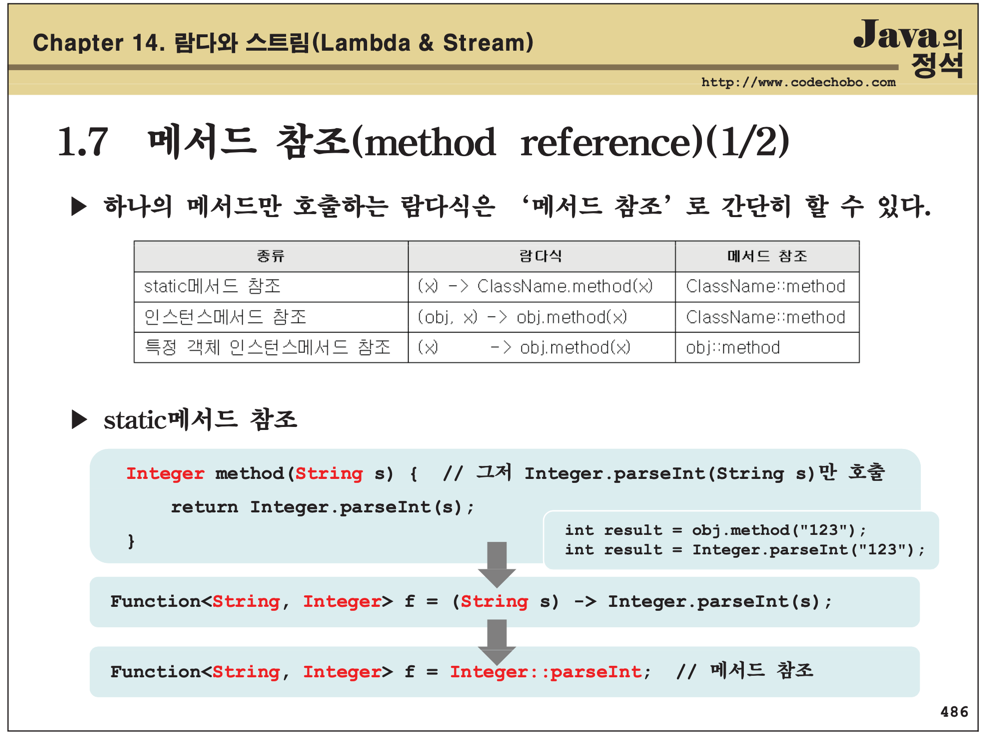 Chapter 14. 람다와 스트림(Lambda & Stream)
Java의
정석
http://www.codechobo.com
1.7 메서드 참조(method reference)(1/2)
▶ 하나의 메서드만 호출하는 람다식은 ‘메서드 참조’로 간단히 할 수 있다.
종류 람다식 메서드 참조
static메서드 참조 (x) -> ClassName.method(x) ClassName::method
인스턴스메서드 참조 (obj, x) -> obj.method(x) ClassName::method
특정 객체 인스턴스메서드 참조 (x) -> obj.method(x) obj::method
▶ static메서드 참조
Integer method(String s) { // 그저 Integer.parseInt(String s)만 호출
return Integer.parseInt(s);
}
int result = obj.method("123");
int result = Integer.parseInt("123");
Function<String, Integer> f = (String s) -> Integer.parseInt(s);
Function<String, Integer> f = Integer::parseInt; // 메서드 참조
486